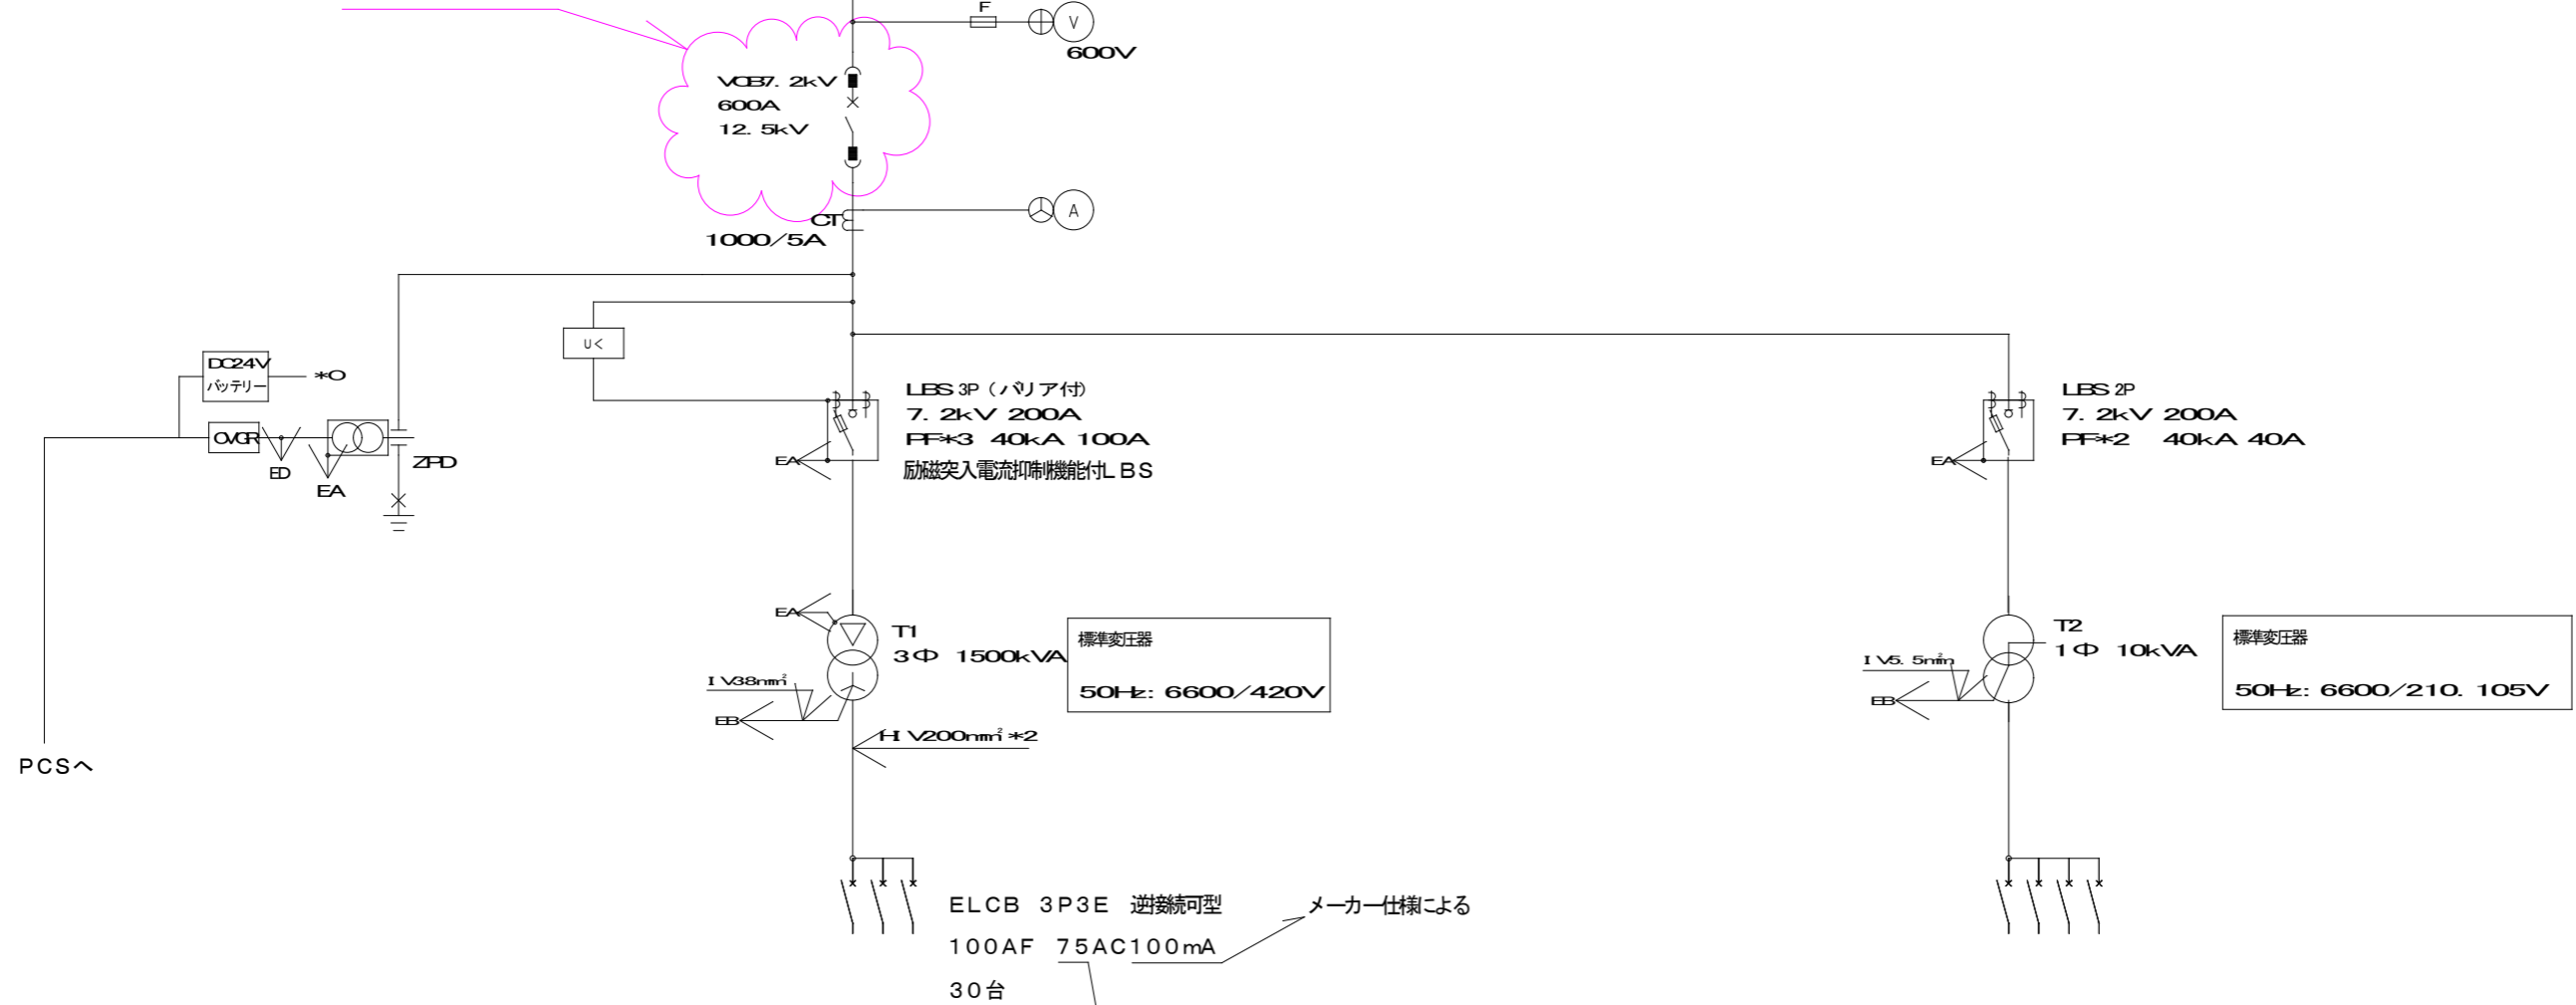 F
V
600V
VCB7.2kV
600A
12.5kV
CT
1000/5A
A
U<
DC24V
バッテリー
*O
OVGR
ED
EA
ZPD
PCSへ
LBS 3P（バリア付）
7.2kV 200A
PF*3 40kA 100A
励磁突入電流抑制機能付LBS
EA
LBS 2P
7.2kV 200A
PF*2 40kA 40A
EA
EA
T1
3Φ 1500kVA
標準変圧器
50Hz: 6600/420V
IV38mm²
EB
HIV200mm²*2
T2
1Φ 10kVA
標準変圧器
50Hz: 6600/210.105V
IV5.5mm²
EB
ELCB 3P3E 逆接続可型
メーカー仕様による
100AF 75AC100mA
30台